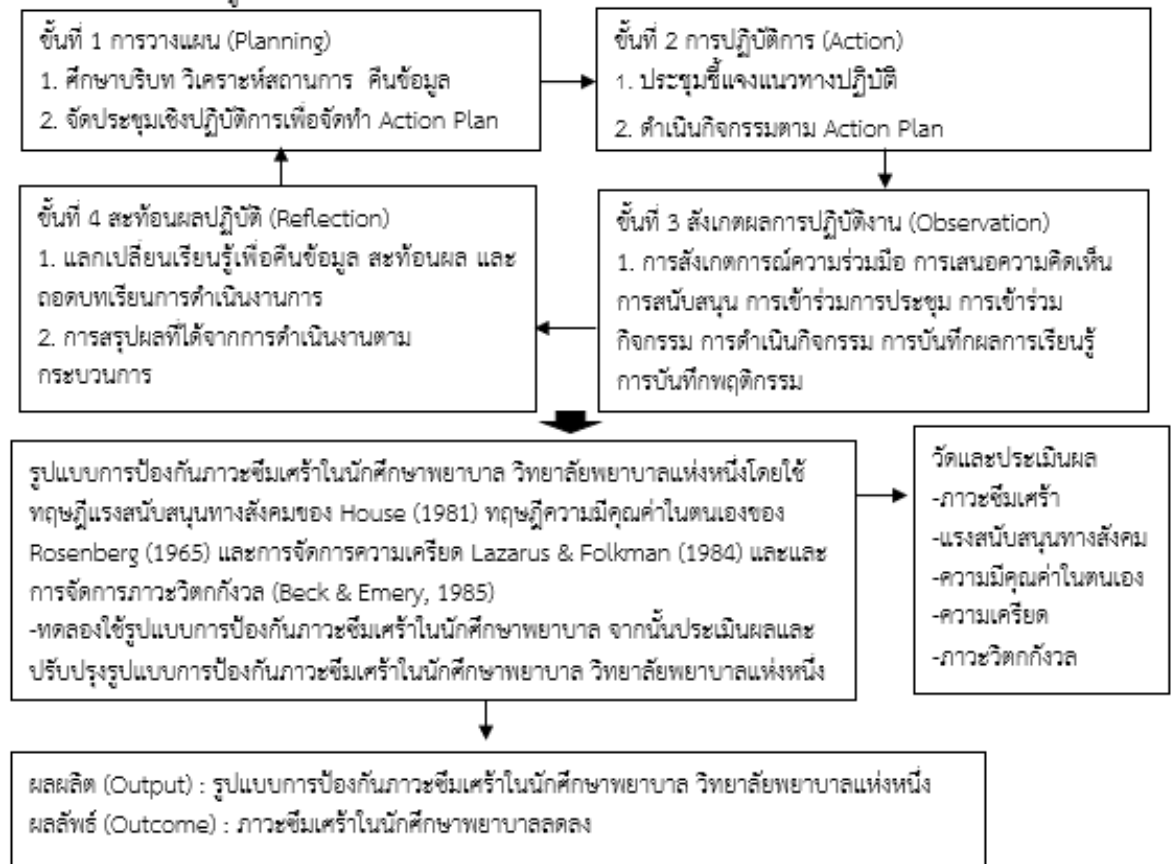 ขั้นที่ 1 การวางแผน (Planning)
1. ศึกษาบริบท วิเคราะห์สถานการ  คืนข้อมูล
2. จัดประชุมเชิงปฏิบัติการเพื่อจัดทำ Action Plan
ขั้นที่ 2 การปฏิบัติการ (Action)
1. ประชุมชี้แจงแนวทางปฏิบัติ
2. ดำเนินกิจกรรมตาม Action Plan
ขั้นที่ 4 สะท้อนผลปฏิบัติ (Reflection)
1. แลกเปลี่ยนเรียนรู้เพื่อคืนข้อมูล สะท้อนผล และ
ถอดบทเรียนการดำเนินงานการ
2. การสรุปผลที่ได้จากการดำเนินงานตาม
กระบวนการ
ขั้นที่ 3 สังเกตผลการปฏิบัติงาน (Observation)
1. การสังเกตการณ์ความร่วมมือ การเสนอความคิดเห็น
การสนับสนุน การเข้าร่วมการประชุม การเข้าร่วม
กิจกรรม การดำเนินกิจกรรม การบันทึกผลการเรียนรู้
การบันทึกพฤติกรรม
รูปแบบการป้องกันภาวะซึมเศร้าในนักศึกษาพยาบาล วิทยาลัยพยาบาลแห่งหนึ่งโดยใช้
ทฤษฎีแรงสนับสนุนทางสังคมของ House (1981) ทฤษฎีความมีคุณค่าในตนเองของ
Rosenberg (1965) และการจัดการความเครียด Lazarus & Folkman (1984) และและ
การจัดการภาวะวิตกกังวล (Beck & Emery, 1985)
-ทดลองใช้รูปแบบการป้องกันภาวะซึมเศร้าในนักศึกษาพยาบาล จากนั้นประเมินผลและ
ปรับปรุงรูปแบบการป้องกันภาวะซึมเศร้าในนักศึกษาพยาบาล วิทยาลัยพยาบาลแห่งหนึ่ง
วัดและประเมินผล
-ภาวะซึมเศร้า
-แรงสนับสนุนทางสังคม
-ความมีคุณค่าในตนเอง
-ความเครียด
-ภาวะวิตกกังวล
ผลผลิต (Output) : รูปแบบการป้องกันภาวะซึมเศร้าในนักศึกษาพยาบาล วิทยาลัยพยาบาลแห่งหนึ่ง
ผลลัพธ์ (Outcome) : ภาวะซึมเศร้าในนักศึกษาพยาบาลลดลง